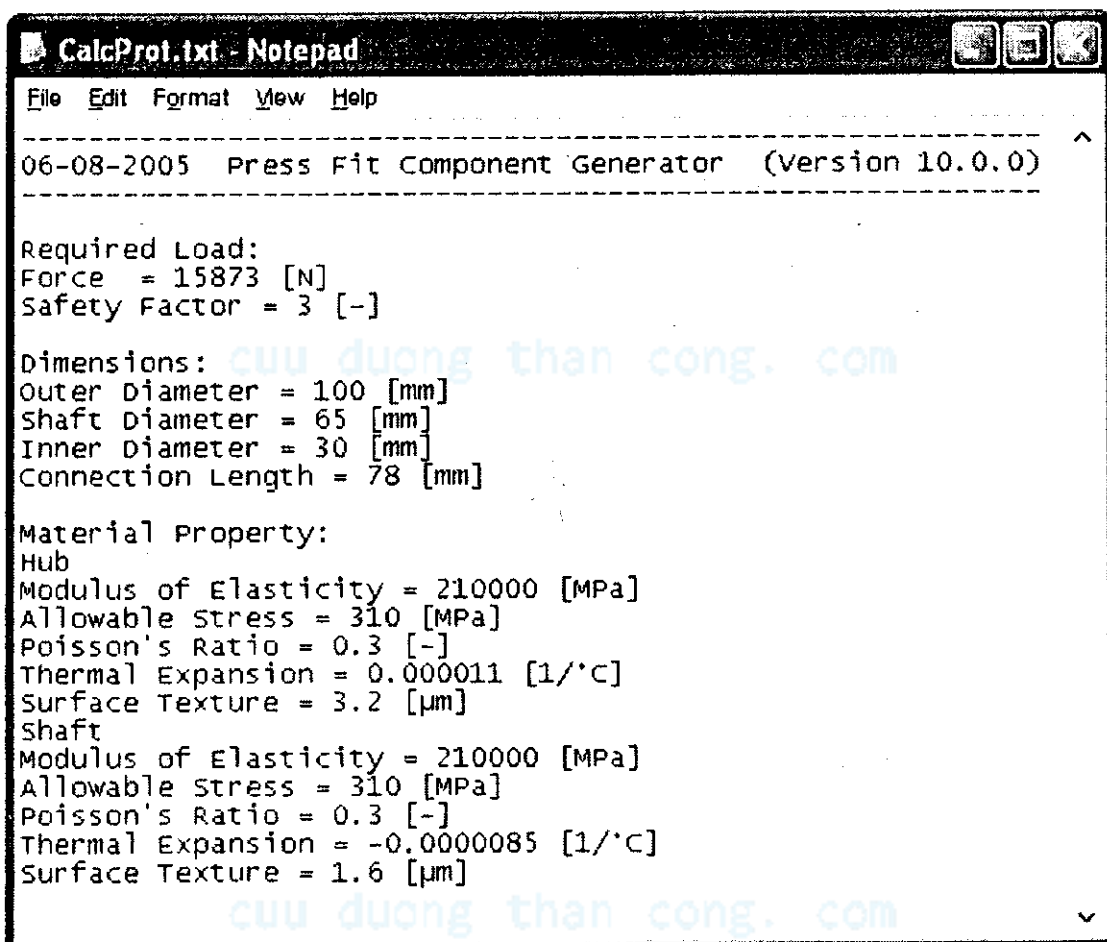 CalcProt.txt - Notepad
File Edit Format View Help
--------------------------------------------------------------------
06-08-2005 Press Fit Component Generator (Version 10.0.0)
--------------------------------------------------------------------
Required Load:
Force = 15873 [N]
Safety Factor = 3 [-]
cuu duong than cong. com
Dimensions:
Outer Diameter = 100 [mm]
Shaft Diameter = 65 [mm]
Inner Diameter = 30 [mm]
Connection Length = 78 [mm]
Material Property:
Hub
Modulus of Elasticity = 210000 [MPa]
Allowable Stress = 310 [MPa]
Poisson's Ratio = 0.3 [-]
Thermal Expansion = 0.000011 [1/°C]
Surface Texture = 3.2 [µm]
Shaft
Modulus of Elasticity = 210000 [MPa]
Allowable Stress = 310 [MPa]
Poisson's Ratio = 0.3 [-]
Thermal Expansion = -0.0000085 [1/°C]
Surface Texture = 1.6 [µm]
cuu duong than cong. com